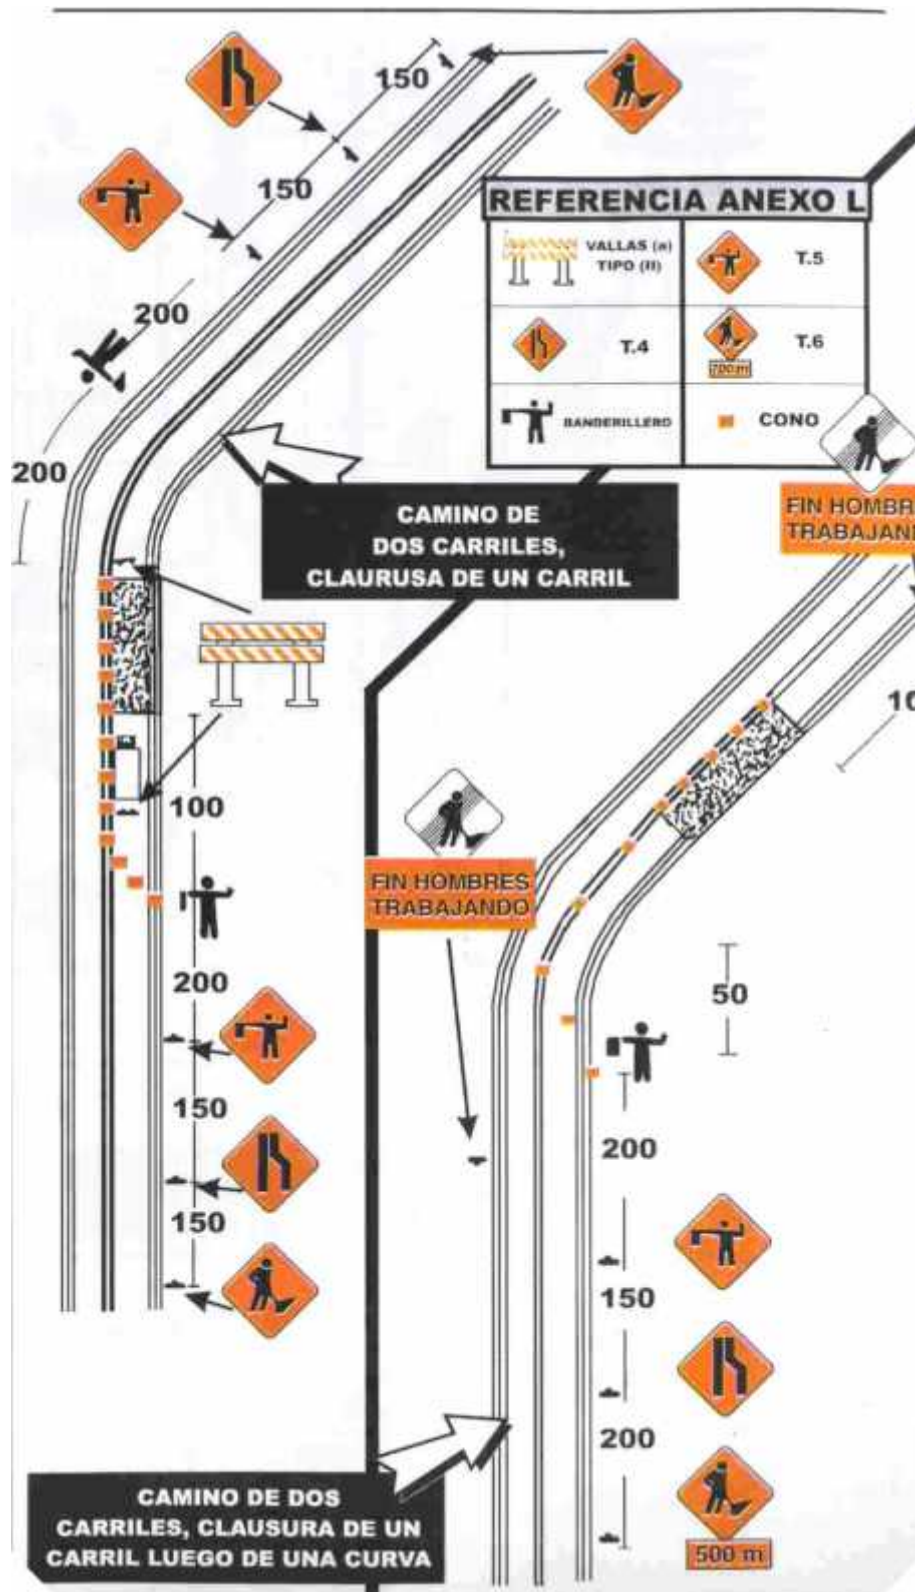 150
150
200
200
REFERENCIA ANEXO L
VALLAS (n)
TIPO (II)
T.5
T.4
T.6
700 m
BANDERILLERO
CONO
CAMINO DE
DOS CARRILES,
CLAURUSA DE UN CARRIL
FIN HOMBRE
TRABAJAND
100
200
150
150
10
FIN HOMBRES
TRABAJANDO
50
200
150
200
500 m
CAMINO DE DOS
CARRILES, CLAUSURA DE UN
CARRIL LUEGO DE UNA CURVA